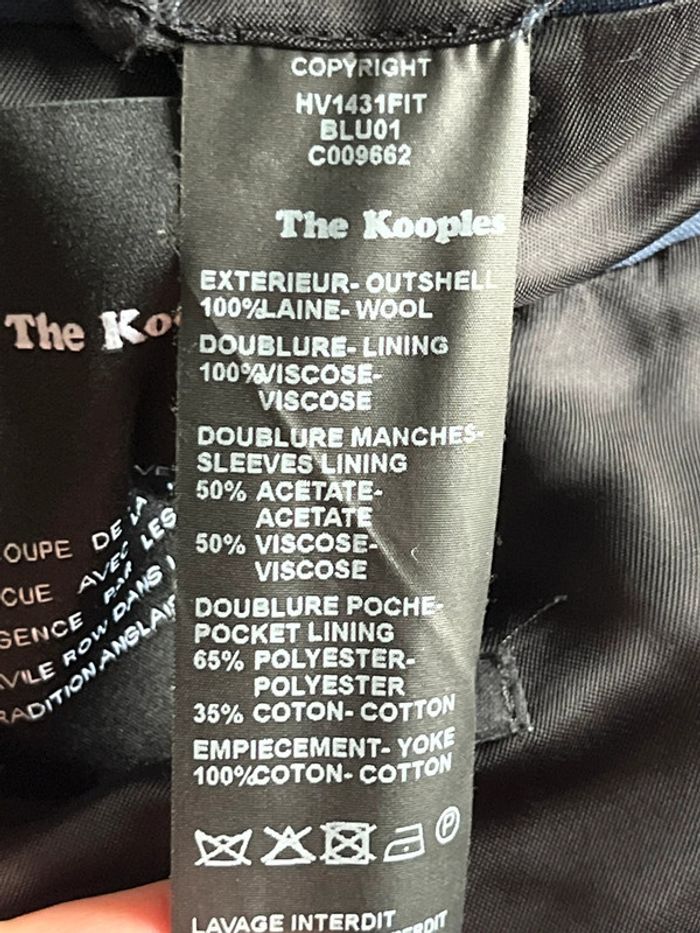 COPYRIGHT
HV1431FIT
BLU01
C009662
The Kooples
EXTERIEUR- OUTSHELL
100%LAINE- WOOL
DOUBLURE- LINING
100%VISCOSE-
VISCOSE
DOUBLURE MANCHES-
SLEEVES LINING
50% ACETATE-
ACETATE
50% VISCOSE-
VISCOSE
DOUBLURE POCHE-
POCKET LINING
65% POLYESTER-
POLYESTER
35% COTON- COTTON
EMPIECEMENT- YOKE
100%COTON- COTTON
P
LAVAGE INTERDIT
The Ko
OUPE DE LA
CUE AVEC LES
GENCE PAR
VILE ROW DANS
RADITION ANGLAI